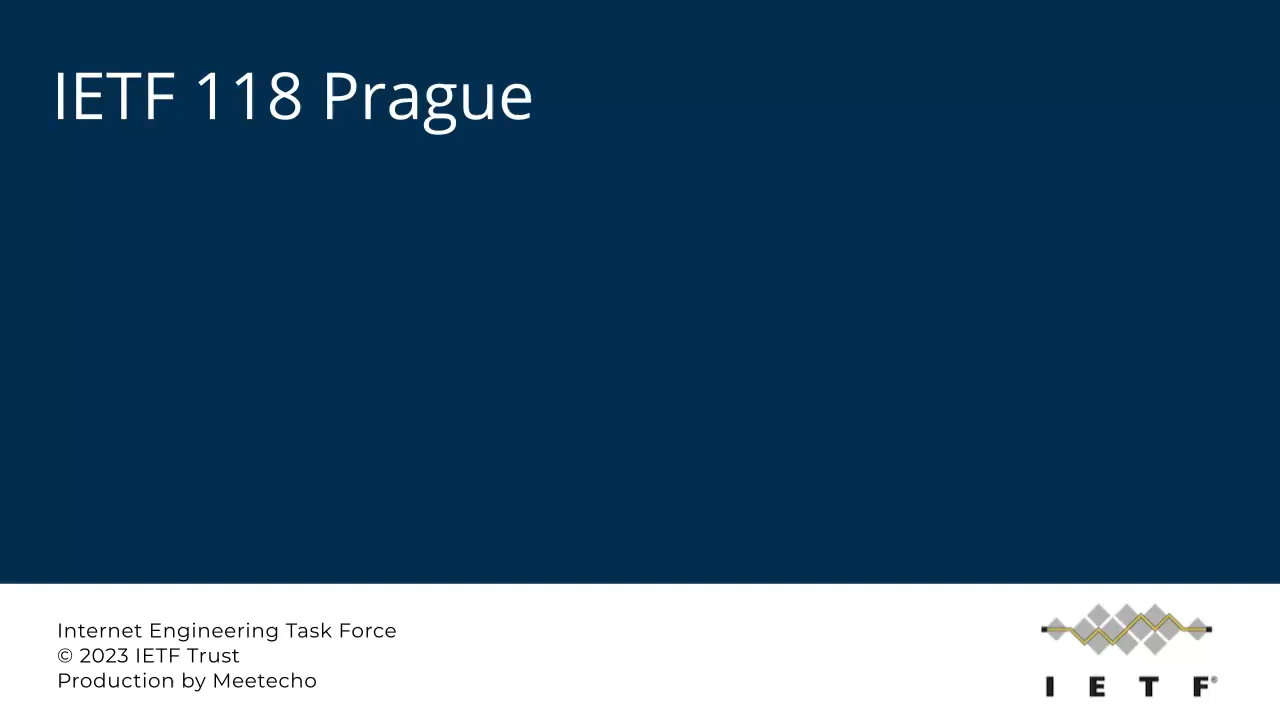 IETF 118 Prague
Internet Engineering Task Force
© 2023 IETF Trust
Production by Meetecho
I E T F®